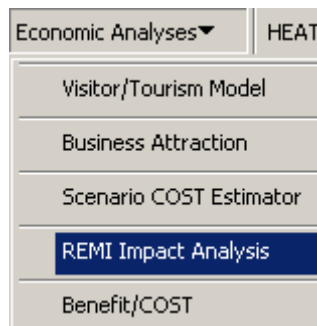 Economic Analyses▼ HEAT
Visitor/Tourism Model
Business Attraction
Scenario COST Estimator
REMI Impact Analysis
Benefit/COST